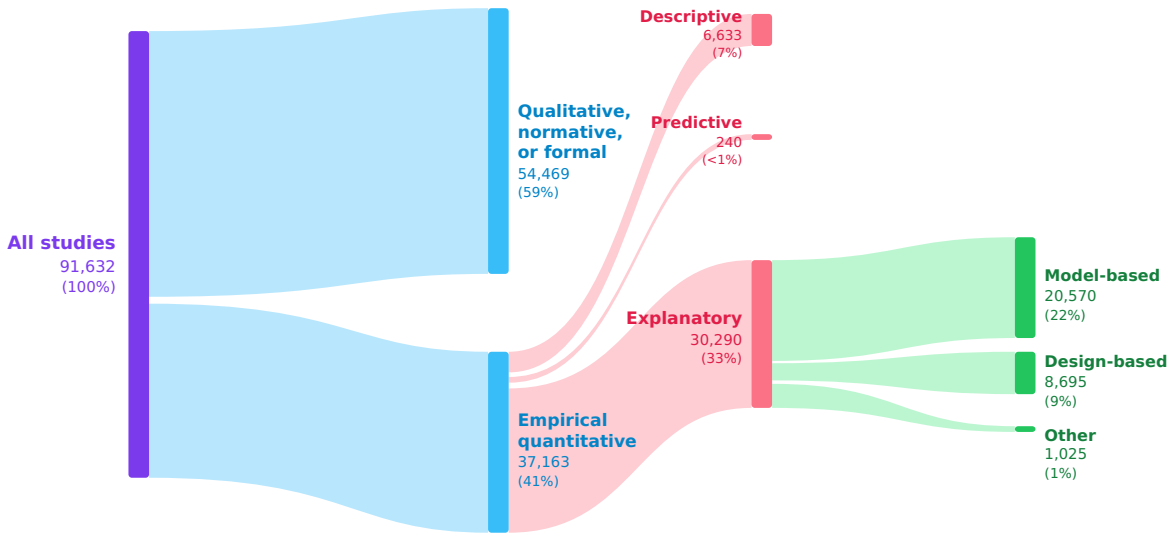 All studies
91,632
(100%)
Qualitative,
normative,
or formal
54,469
(59%)
Empirical
quantitative
37,163
(41%)
Descriptive
6,633
(7%)
Predictive
240
(<1%)
Explanatory
30,290
(33%)
Model-based
20,570
(22%)
Design-based
8,695
(9%)
Other
1,025
(1%)